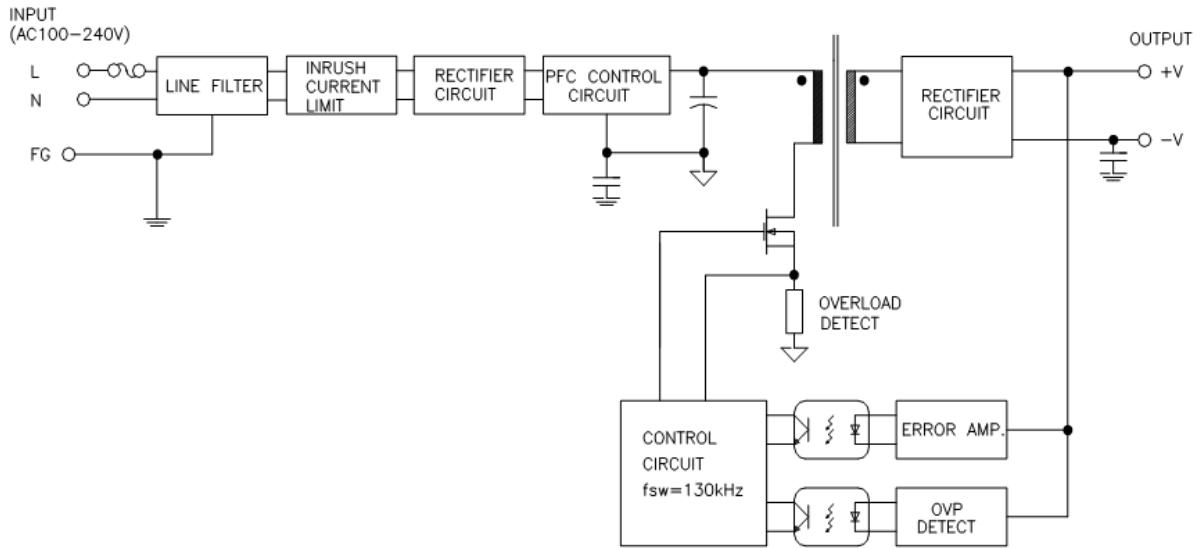 INPUT
(AC100-240V)
OUTPUT
L
N
FG
LINE FILTER
INRUSH
CURRENT
LIMIT
RECTIFIER
CIRCUIT
PFC CONTROL
CIRCUIT
RECTIFIER
CIRCUIT
+V
-V
OVERLOAD
DETECT
CONTROL
CIRCUIT
fsw=130kHz
ERROR AMP.
OVP
DETECT